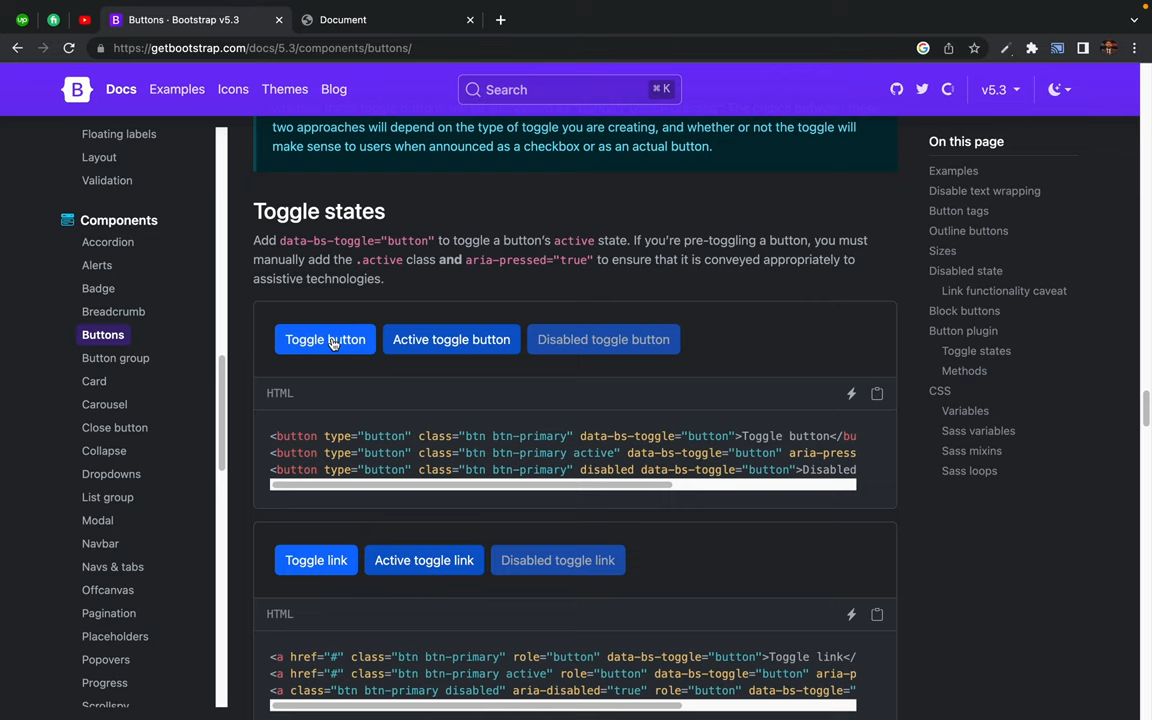 Buttons · Bootstrap v5.3
Document
https://getbootstrap.com/docs/5.3/components/buttons/
B Docs Examples Icons Themes Blog
Search ⌘ K
v5.3
Floating labels
Layout
Validation
Components
Accordion
Alerts
Badge
Breadcrumb
Buttons
Button group
Card
Carousel
Close button
Collapse
Dropdowns
List group
Modal
Navbar
Navs & tabs
Offcanvas
Pagination
Placeholders
Popovers
Progress
Scrollspy
two approaches will depend on the type of toggle you are creating, and whether or not the toggle will
make sense to users when announced as a checkbox or as an actual button.
Toggle states
Add data-bs-toggle="button" to toggle a button's active state. If you're pre-toggling a button, you must
manually add the .active class and aria-pressed="true" to ensure that it is conveyed appropriately to
assistive technologies.
Toggle button Active toggle button Disabled toggle button
HTML
<button type="button" class="btn btn-primary" data-bs-toggle="button">Toggle button</bu
<button type="button" class="btn btn-primary active" data-bs-toggle="button" aria-press
<button type="button" class="btn btn-primary" disabled data-bs-toggle="button">Disabled
Toggle link Active toggle link Disabled toggle link
HTML
<a href="#" class="btn btn-primary" role="button" data-bs-toggle="button">Toggle link</
<a href="#" class="btn btn-primary active" role="button" data-bs-toggle="button" aria-p
<a class="btn btn-primary disabled" aria-disabled="true" role="button" data-bs-toggle="
On this page
Examples
Disable text wrapping
Button tags
Outline buttons
Sizes
Disabled state
Link functionality caveat
Block buttons
Button plugin
Toggle states
Methods
CSS
Variables
Sass variables
Sass mixins
Sass loops